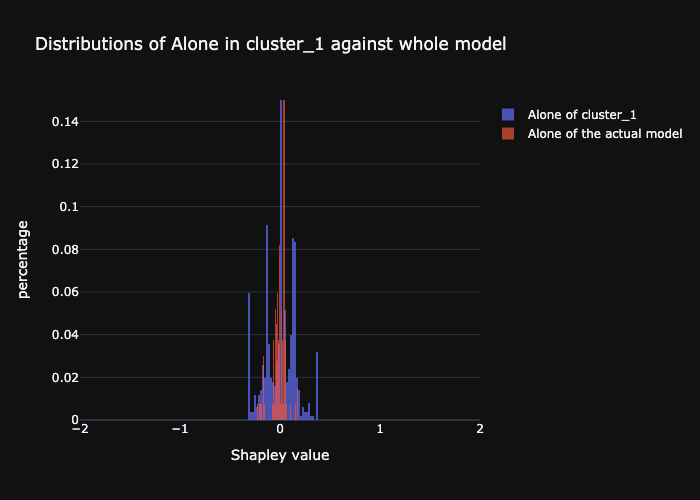 Distributions of Alone in cluster_1 against whole model
Alone of cluster_1
Alone of the actual model
percentage
0.14
0.12
0.1
0.08
0.06
0.04
0.02
0
−2
−1
0
1
2
Shapley value